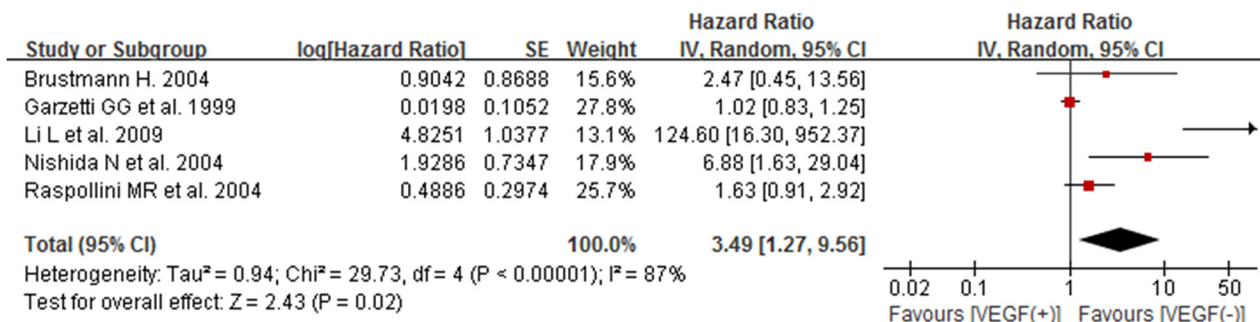 Hazard Ratio Hazard Ratio
Study or Subgroup log[Hazard Ratio] SE Weight IV, Random, 95% CI IV, Random, 95% CI
Brustmann H. 2004 0.9042 0.8688 15.6% 2.47 [0.45, 13.56]
Garzetti GG et al. 1999 0.0198 0.1052 27.8% 1.02 [0.83, 1.25]
Li L et al. 2009 4.8251 1.0377 13.1% 124.60 [16.30, 952.37]
Nishida N et al. 2004 1.9286 0.7347 17.9% 6.88 [1.63, 29.04]
Raspollini MR et al. 2004 0.4886 0.2974 25.7% 1.63 [0.91, 2.92]
Total (95% CI) 100.0% 3.49 [1.27, 9.56]
Heterogeneity: Tau² = 0.94; Chi² = 29.73, df = 4 (P < 0.00001); I² = 87%
Test for overall effect: Z = 2.43 (P = 0.02)
0.02 0.1 1 10 50
Favours [VEGF(+)] Favours [VEGF(-)]